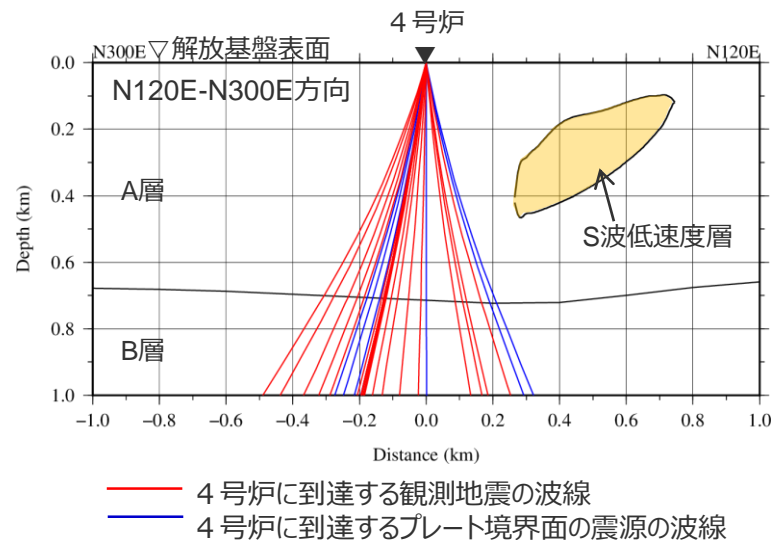 ４号炉
N300E▽解放基盤表面
N120E
N120E-N300E方向
A層
S波低速度層
B層
Depth (km)
0.0
0.2
0.4
0.6
0.8
1.0
−1.0 −0.8 −0.6 −0.4 −0.2 0.0 0.2 0.4 0.6 0.8 1.0
Distance (km)
４号炉に到達する観測地震の波線
４号炉に到達するプレート境界面の震源の波線